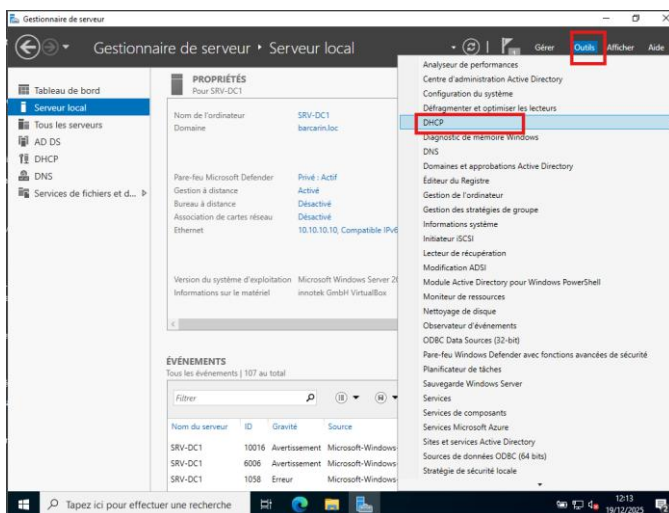 Gestionnaire de serveur
Gestionnaire de serveur • Serveur local
Gérer Outils Afficher Aide
Tableau de bord
Serveur local
Tous les serveurs
AD DS
DHCP
DNS
Services de fichiers et d...
PROPRIÉTÉS
Pour SRV-DC1
Nom de l'ordinateur SRV-DC1
Domaine barcarin.loc
Pare-feu Microsoft Defender Privé : Actif
Gestion à distance Activé
Bureau à distance Désactivé
Association de cartes réseau Désactivé
Ethernet 10.10.10.10, Compatible IPv6
Version du système d'exploitation Microsoft Windows Server 20
Informations sur le matériel innotek GmbH VirtualBox
ÉVÉNEMENTS
Tous les événements | 107 au total
Filtrer
Nom du serveur ID Gravité Source
SRV-DC1 10016 Avertissement Microsoft-Windows-
SRV-DC1 6006 Avertissement Microsoft-Windows-
SRV-DC1 1058 Erreur Microsoft-Windows-
Analyseur de performances
Centre d'administration Active Directory
Configuration du système
Défragmenter et optimiser les lecteurs
DHCP
Diagnostic de mémoire Windows
DNS
Domaines et approbations Active Directory
Éditeur du Registre
Gestion de l'ordinateur
Gestion des stratégies de groupe
Informations système
Initiateur iSCSI
Lecteur de récupération
Modification ADSI
Module Active Directory pour Windows PowerShell
Moniteur de ressources
Nettoyage de disque
Observateur d'événements
ODBC Data Sources (32-bit)
Pare-feu Windows Defender avec fonctions avancées de sécurité
Planificateur de tâches
Sauvegarde Windows Server
Services
Services de composants
Services Microsoft Azure
Sites et services Active Directory
Sources de données ODBC (64 bits)
Stratégie de sécurité locale
Tapez ici pour effectuer une recherche
12:13
19/12/2025